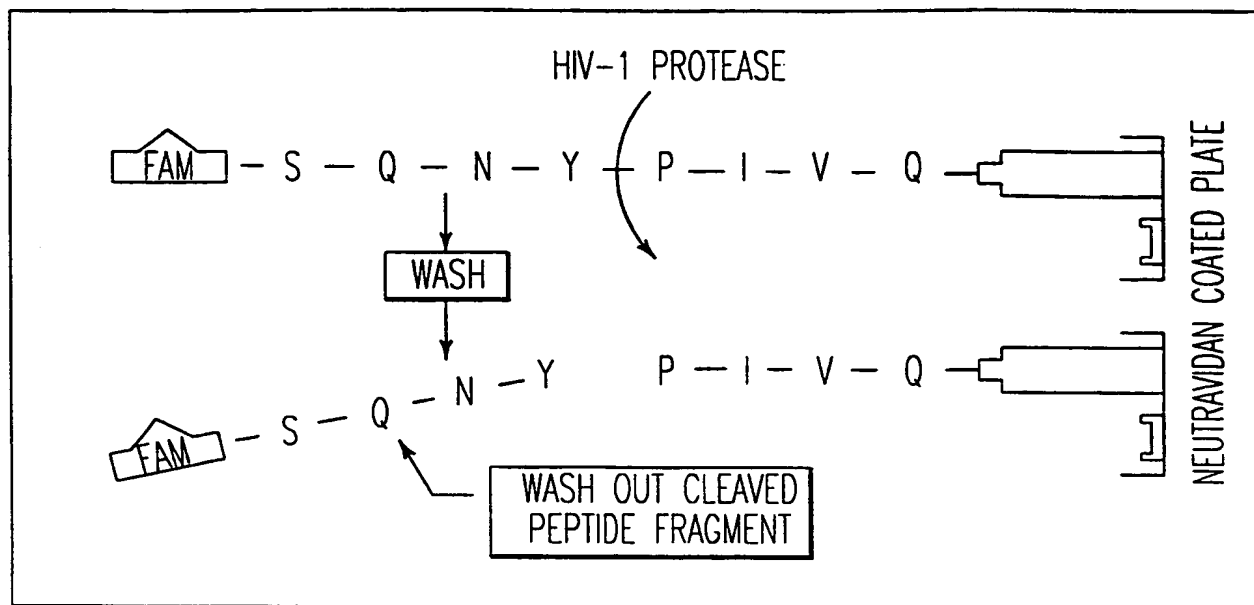 HIV-1 PROTEASE
FAM — S — Q — N — Y — P — I — V — Q —
WASH
FAM — S — Q — N — Y P — I — V — Q —
WASH OUT CLEAVED
PEPTIDE FRAGMENT
NEUTRAVIDAN COATED PLATE